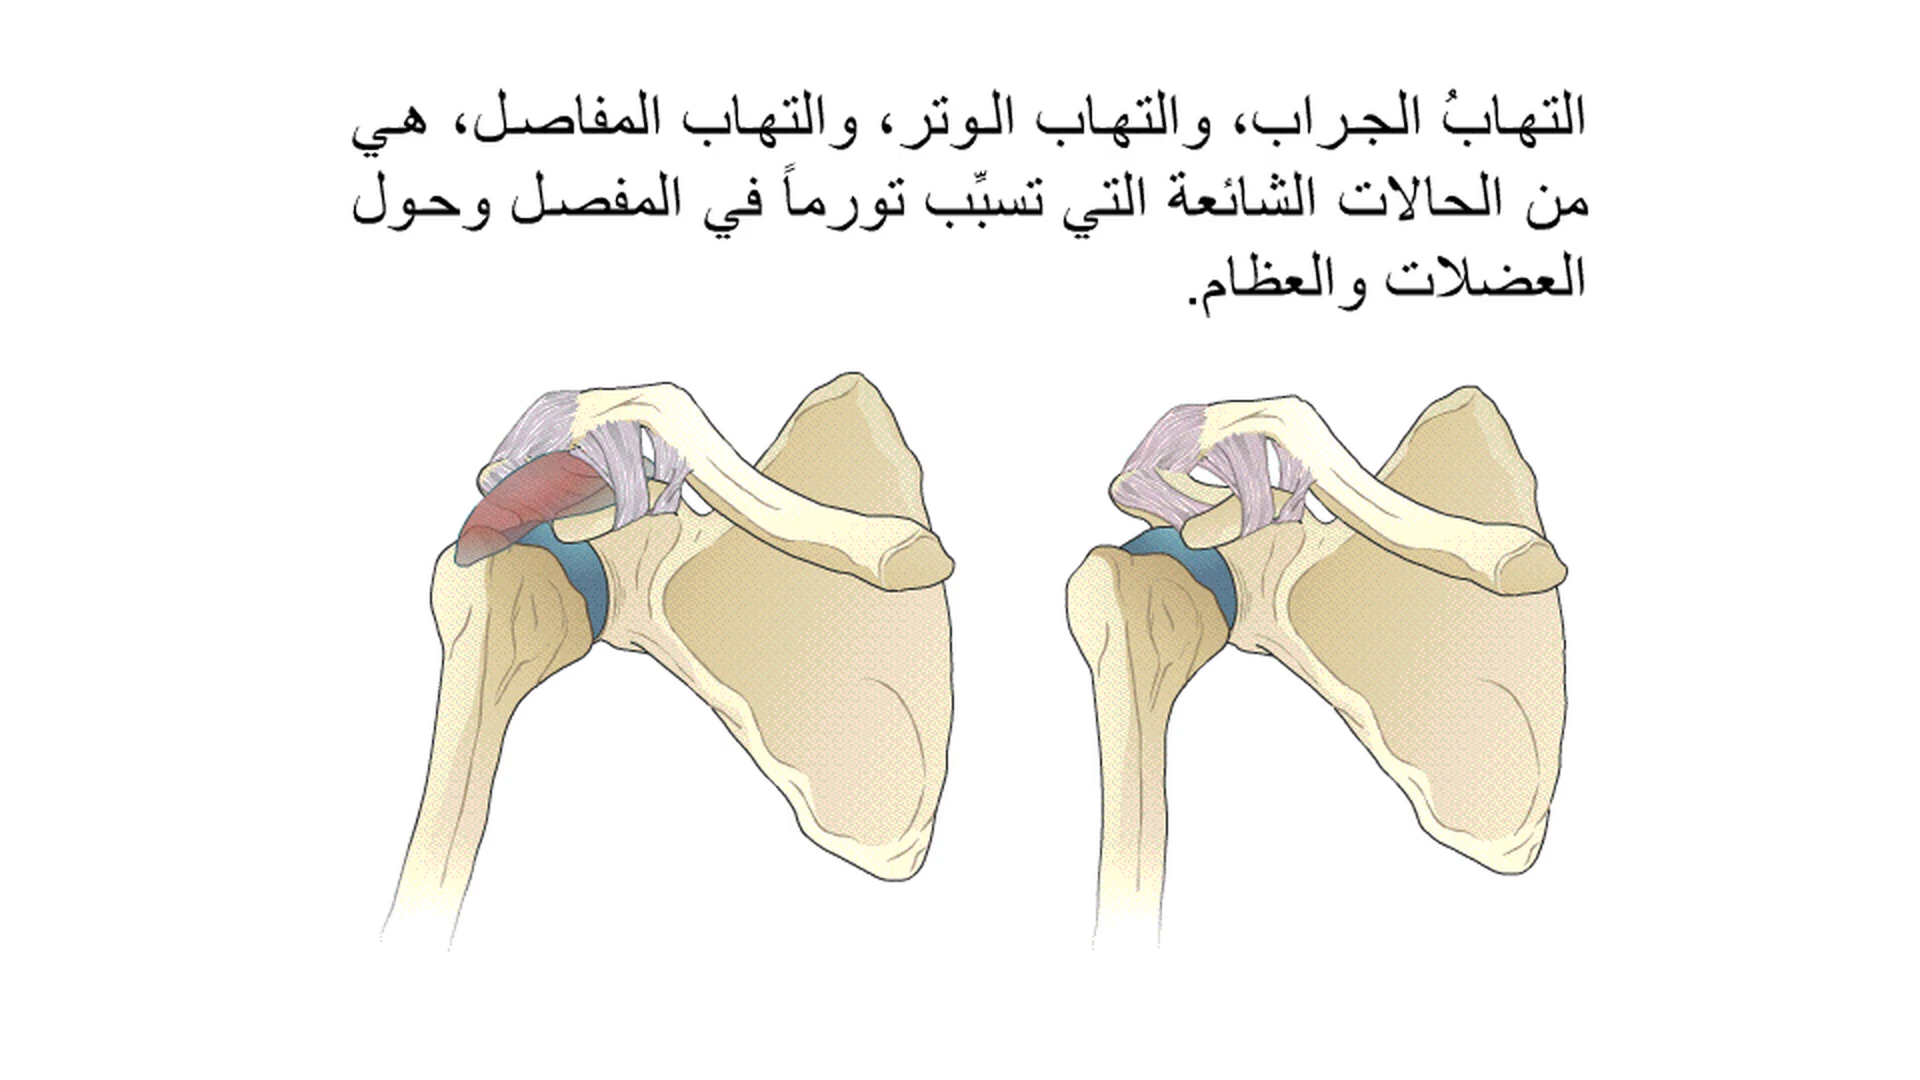 التهابُ الجراب، والتهاب الوتر، والتهاب المفاصل، هي
من الحالات الشائعة التي تسبِّب تورماً في المفصل وحول
العضلات والعظام.